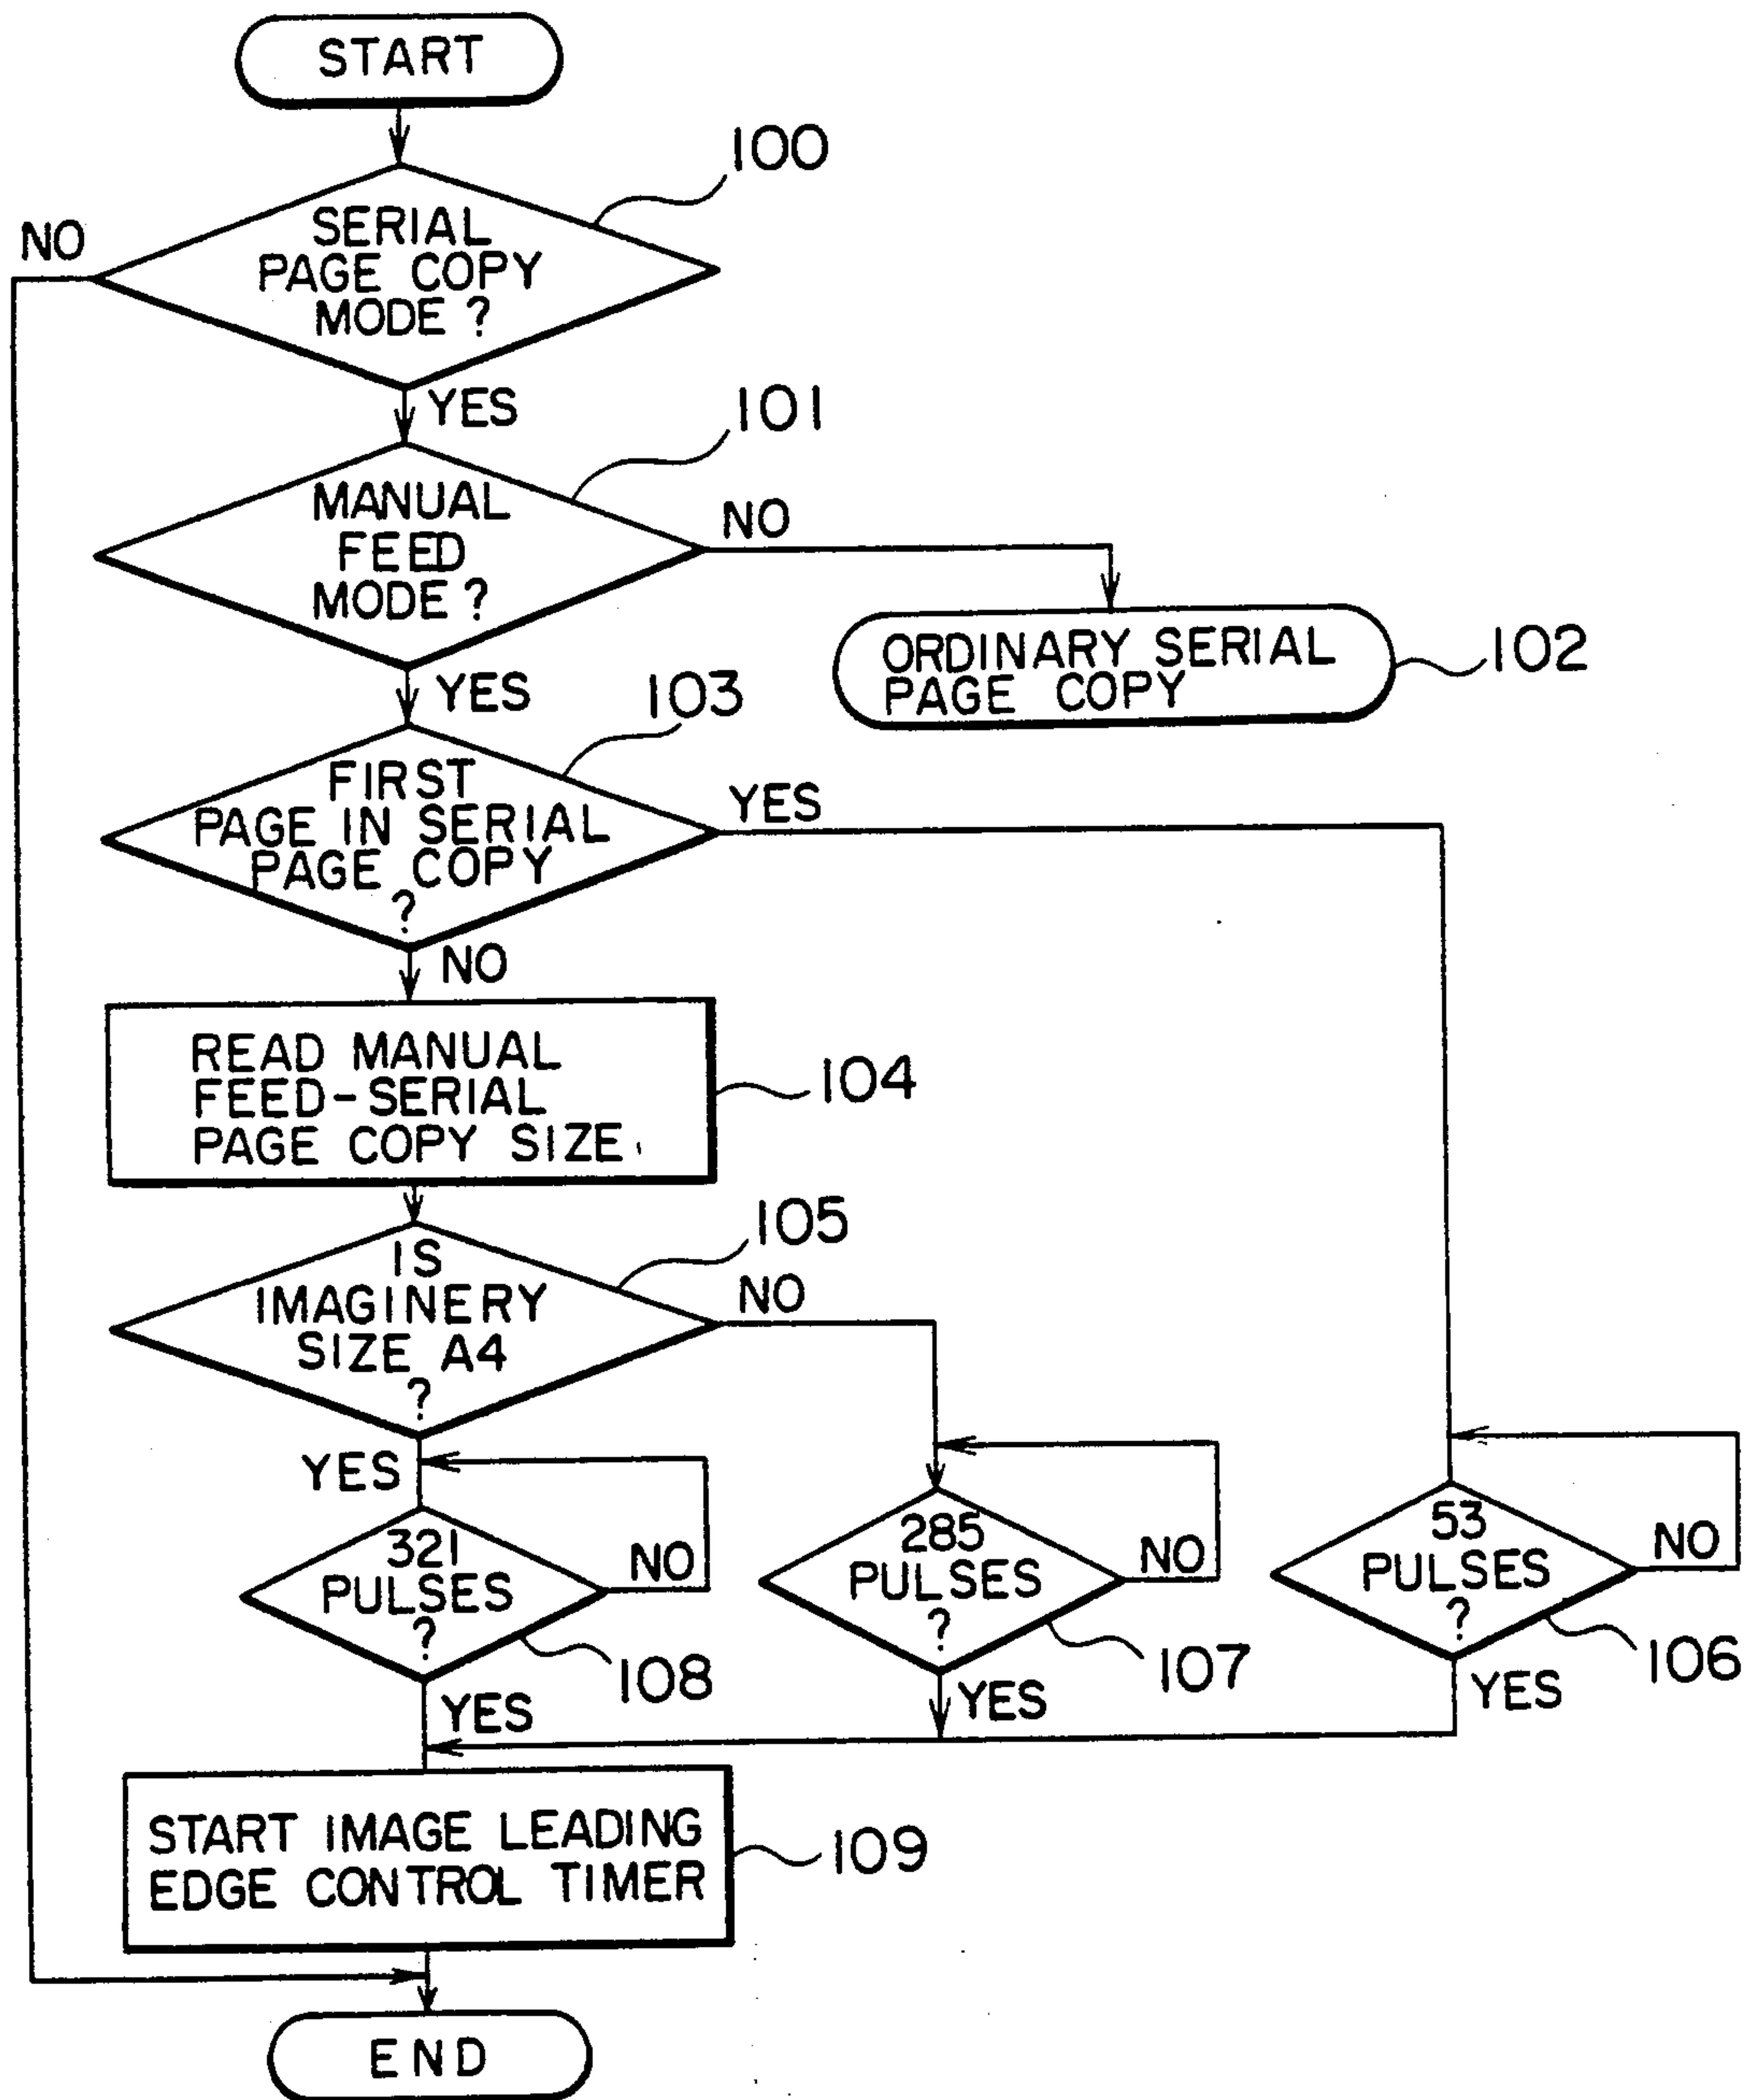 START
100
NO
SERIAL
PAGE COPY
MODE ?
YES
101
MANUAL
FEED
MODE ?
NO
ORDINARY SERIAL
PAGE COPY
102
YES
103
FIRST
PAGE IN SERIAL
PAGE COPY
?
YES
NO
READ MANUAL
FEED-SERIAL
PAGE COPY SIZE
104
105
IS
IMAGINERY
SIZE A4
?
NO
YES
321
PULSES
?
NO
108
YES
285
PULSES
?
NO
107
YES
53
PULSES
?
NO
106
YES
START IMAGE LEADING
EDGE CONTROL TIMER
109
END